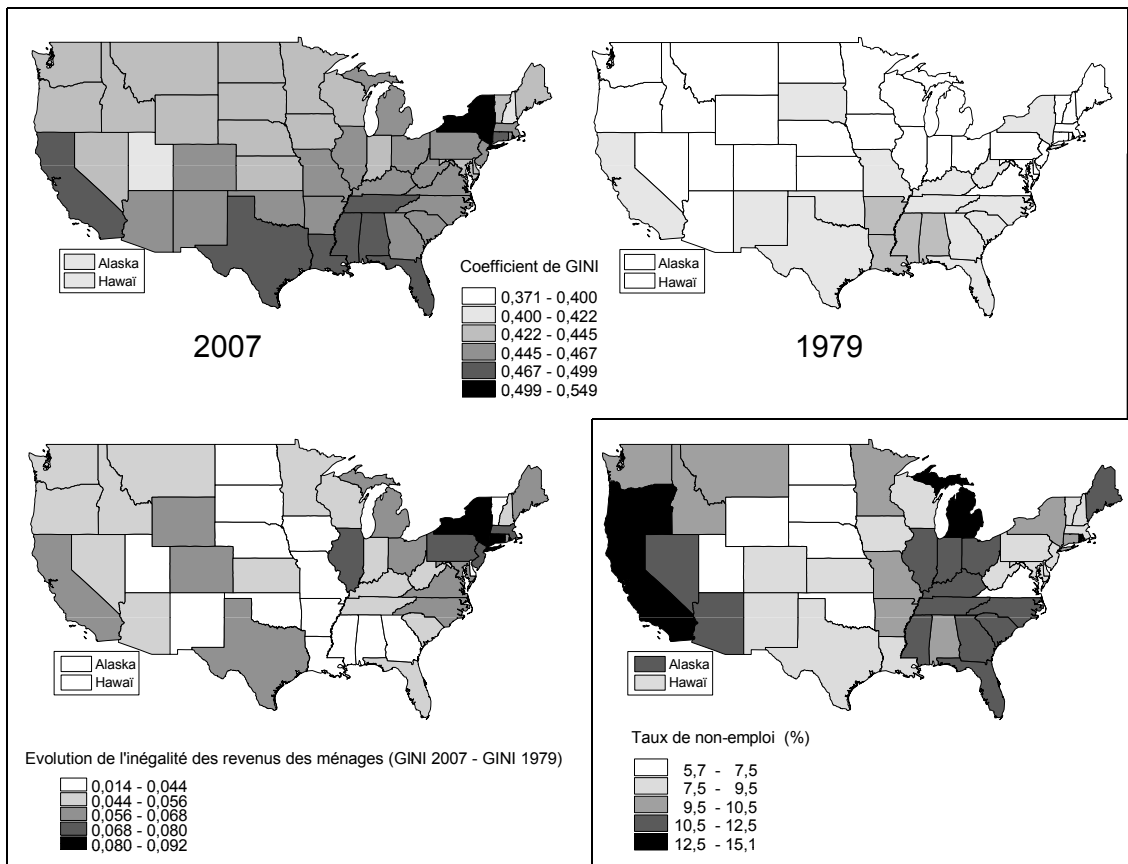 Alaska
Hawaï
2007
Coefficient de GINI
0,371 - 0,400
0,400 - 0,422
0,422 - 0,445
0,445 - 0,467
0,467 - 0,499
0,499 - 0,549
Alaska
Hawaï
1979
Alaska
Hawaï
Evolution de l'inégalité des revenus des ménages (GINI 2007 - GINI 1979)
0,014 - 0,044
0,044 - 0,056
0,056 - 0,068
0,068 - 0,080
0,080 - 0,092
Alaska
Hawaï
Taux de non-emploi (%)
5,7 - 7,5
7,5 - 9,5
9,5 - 10,5
10,5 - 12,5
12,5 - 15,1